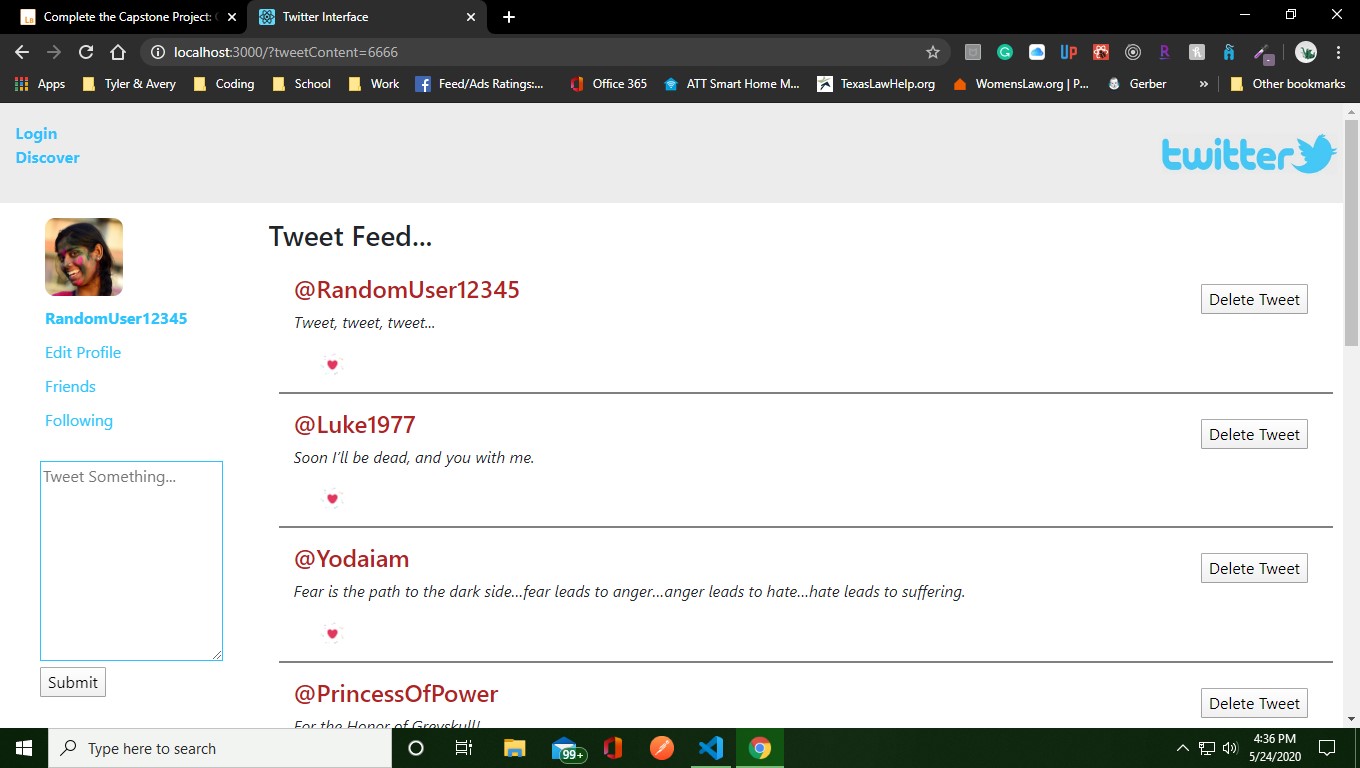 Complete the Capstone Project:
Twitter Interface
localhost:3000/?tweetContent=6666
Apps
Tyler & Avery
Coding
School
Work
Feed/Ads Ratings:...
Office 365
ATT Smart Home M...
TexasLawHelp.org
WomensLaw.org | P...
Gerber
»
Other bookmarks
Login
Discover
twitter
RandomUser12345
Edit Profile
Friends
Following
Tweet Something...
Submit
Tweet Feed...
@RandomUser12345
Delete Tweet
Tweet, tweet, tweet...
@Luke1977
Delete Tweet
Soon I'll be dead, and you with me.
@Yodaiam
Delete Tweet
Fear is the path to the dark side...fear leads to anger...anger leads to hate...hate leads to suffering.
@PrincessOfPower
Delete Tweet
For the Honor of Greyskull!
Type here to search
99+
4:36 PM
5/24/2020